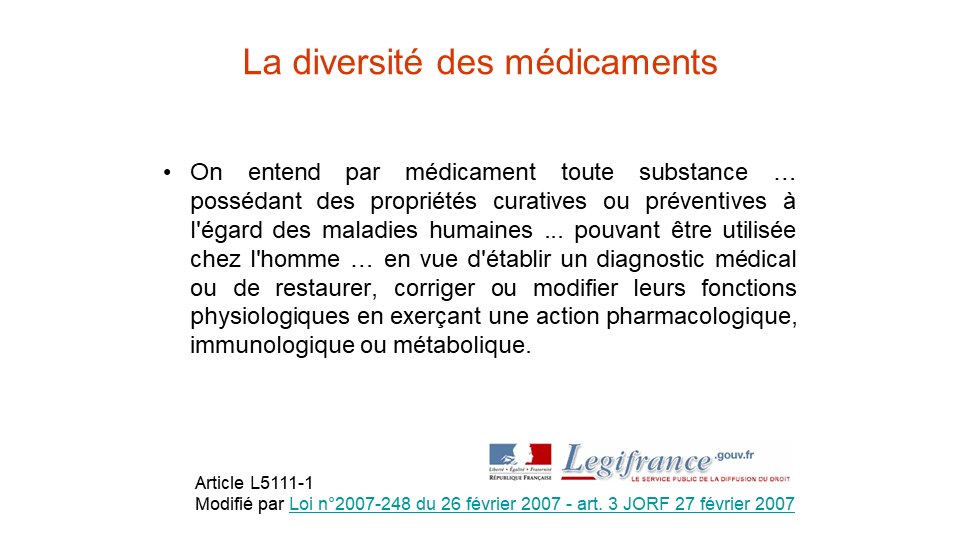 La diversité des médicaments
• On entend par médicament toute substance …
possédant des propriétés curatives ou préventives à
l'égard des maladies humaines ... pouvant être utilisée
chez l'homme … en vue d'établir un diagnostic médical
ou de restaurer, corriger ou modifier leurs fonctions
physiologiques en exerçant une action pharmacologique,
immunologique ou métabolique.
Liberté • Égalité • Fraternité
RÉPUBLIQUE FRANÇAISE
Legifrance.gouv.fr
LE SERVICE PUBLIC DE LA DIFFUSION DU DROIT
Article L5111-1
Modifié par Loi n°2007-248 du 26 février 2007 - art. 3 JORF 27 février 2007